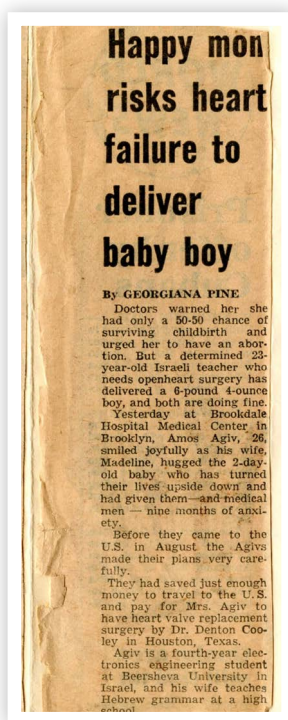 Happy mom
risks heart
failure to
deliver
baby boy
By GEORGIANA PINE
Doctors warned her she
had only a 50-50 chance of
surviving childbirth and
urged her to have an abor-
tion. But a determined 23-
year-old Israeli teacher who
needs openheart surgery has
delivered a 6-pound 4-ounce
boy, and both are doing fine.
Yesterday at Brookdale
Hospital Medical Center in
Brooklyn, Amos Agiv, 26,
smiled joyfully as his wife,
Madeline, hugged the 2-day-
old baby who has turned
their lives upside down and
had given them—and medical
men — nine months of anxi-
ety.
Before they came to the
U.S. in August the Agivs
made their plans very care-
fully.
They had saved just enough
money to travel to the U.S.
and pay for Mrs. Agiv to
have heart valve replacement
surgery by Dr. Denton Coo-
ley in Houston, Texas.
Agiv is a fourth-year elec-
tronics engineering student
at Beersheva University in
Israel, and his wife teaches
Hebrew grammar at a high
school